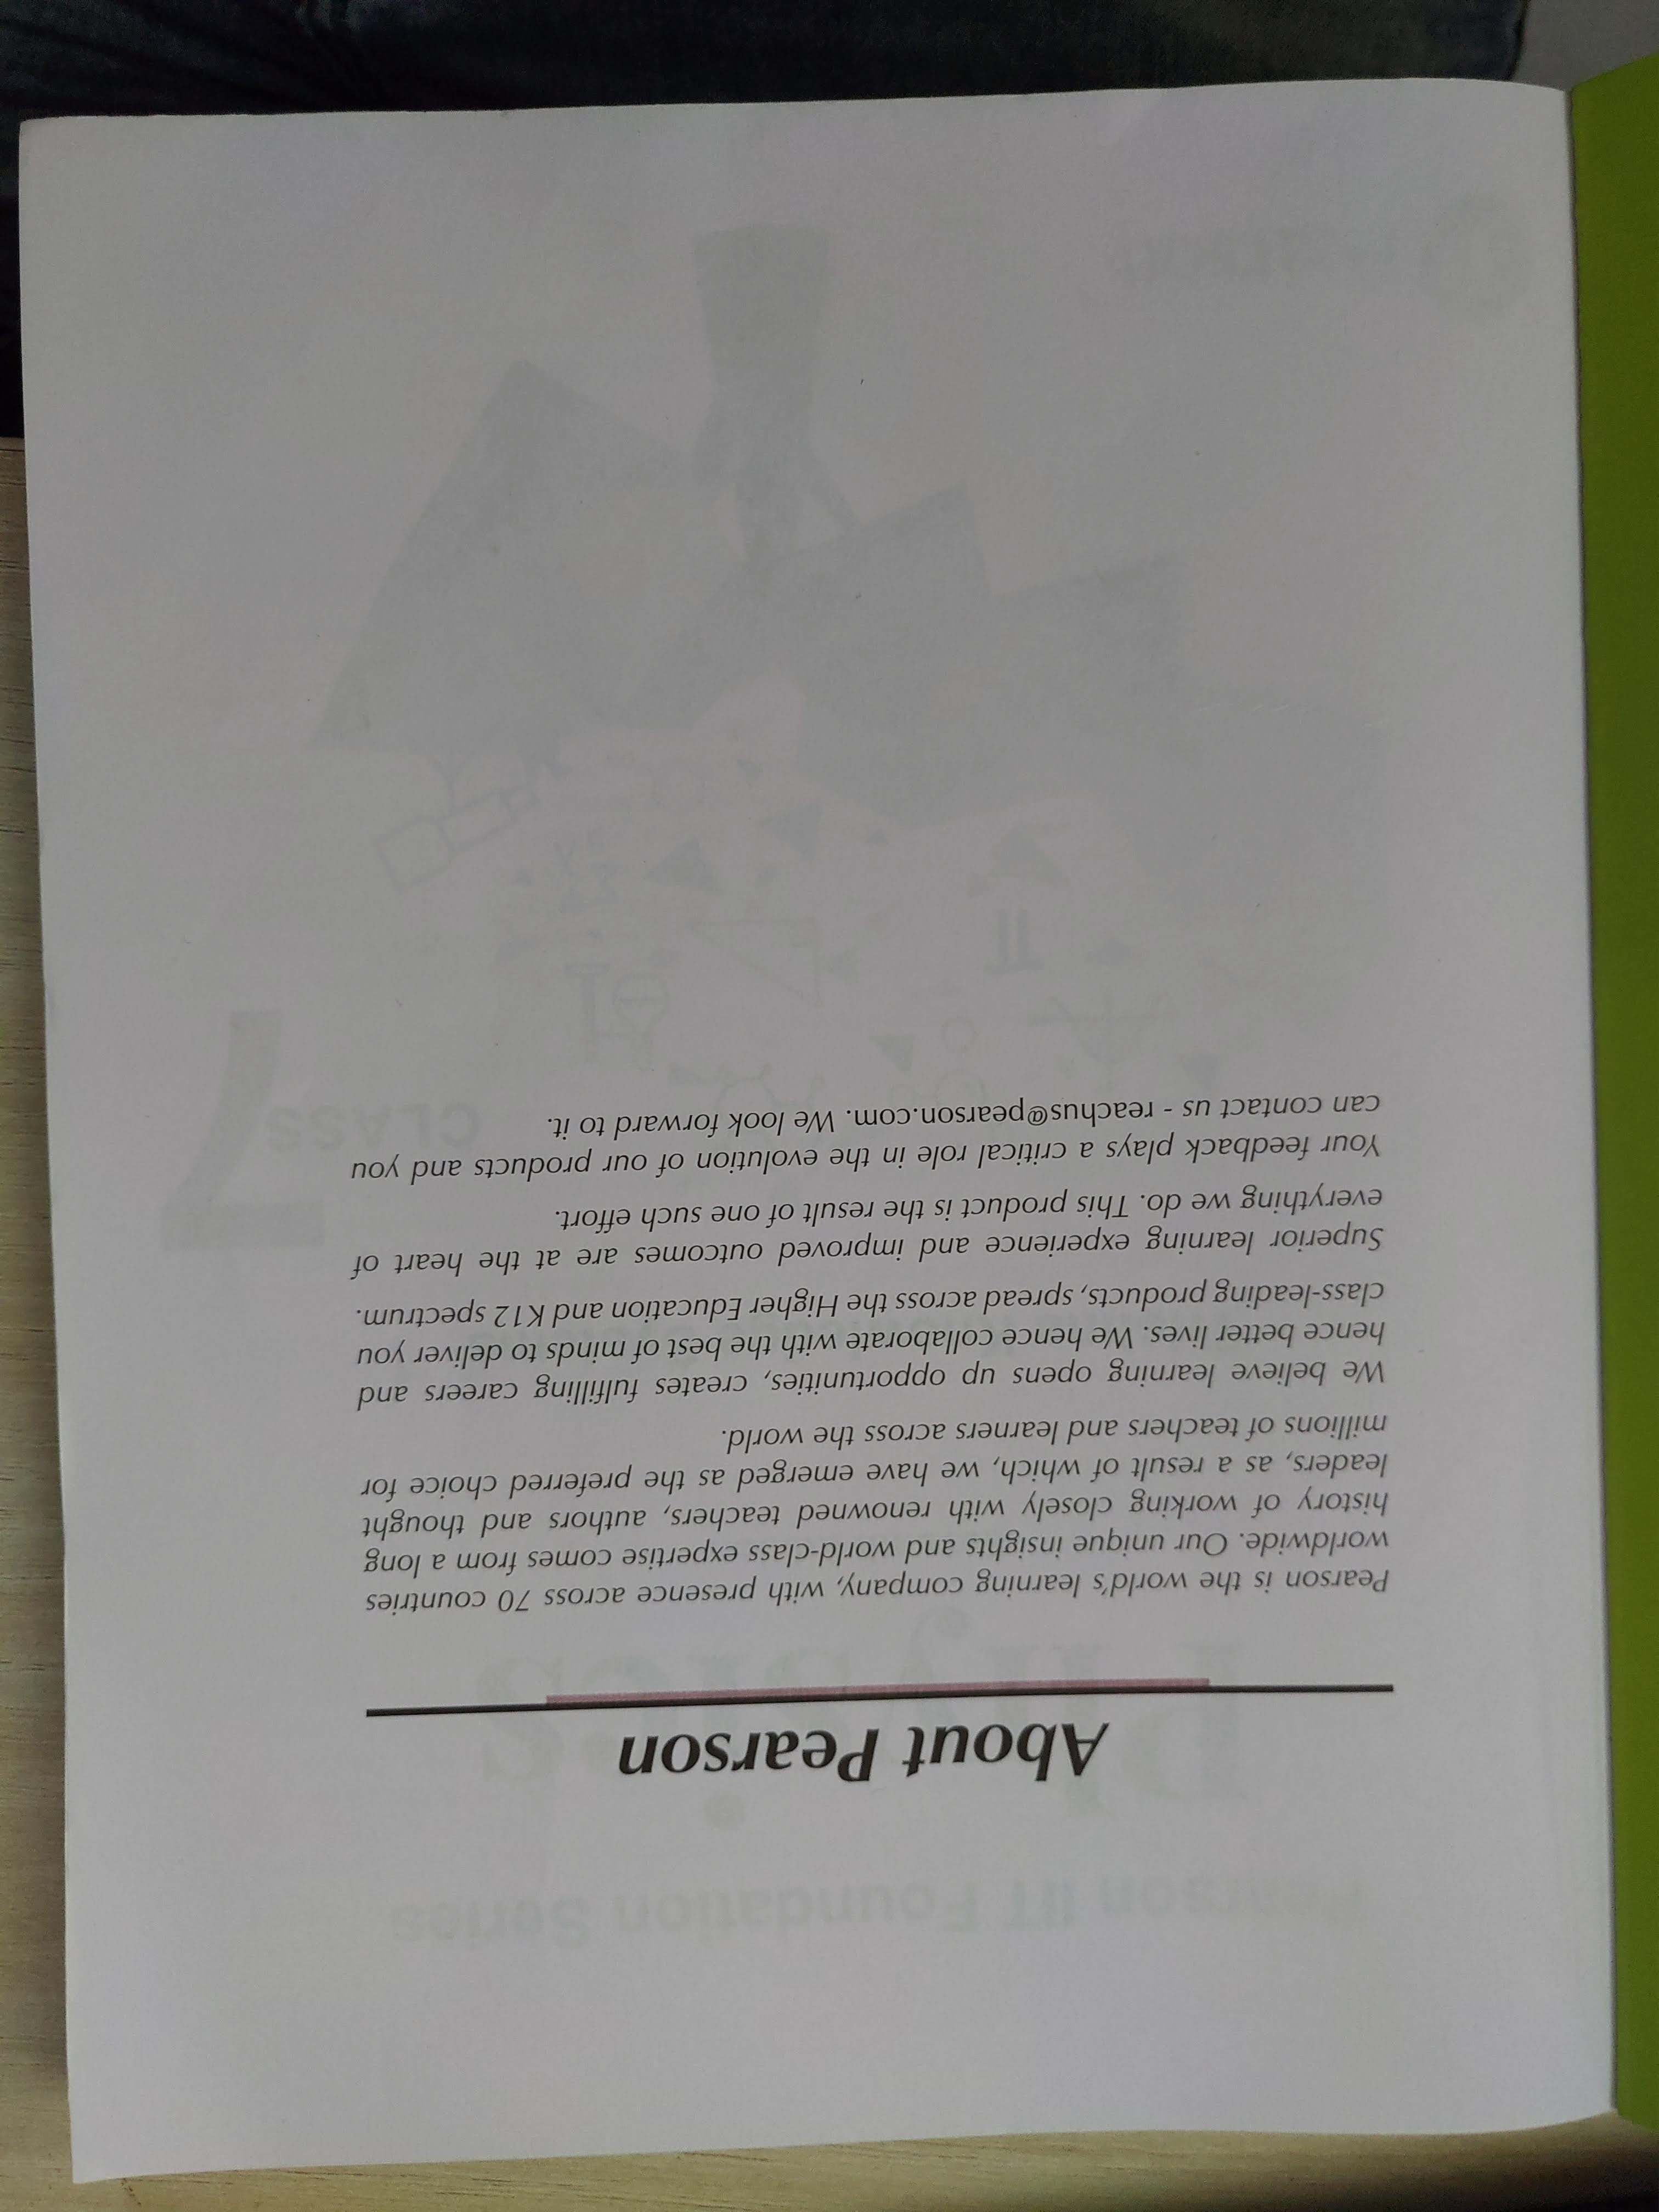 About Pearson
Pearson is the world's learning company, with presence across 70 countries
worldwide. Our unique insights and world-class expertise comes from a long
history of working closely with renowned teachers, authors and thought
leaders, as a result of which, we have emerged as the preferred choice for
millions of teachers and learners across the world.
We believe learning opens up opportunities, creates fulfilling careers and
hence better lives. We hence collaborate with the best of minds to deliver you
class-leading products, spread across the Higher Education and K12 spectrum.
Superior learning experience and improved outcomes are at the heart of
everything we do. This product is the result of one such effort.
Your feedback plays a critical role in the evolution of our products and you
can contact us - reachus@pearson.com. We look forward to it.